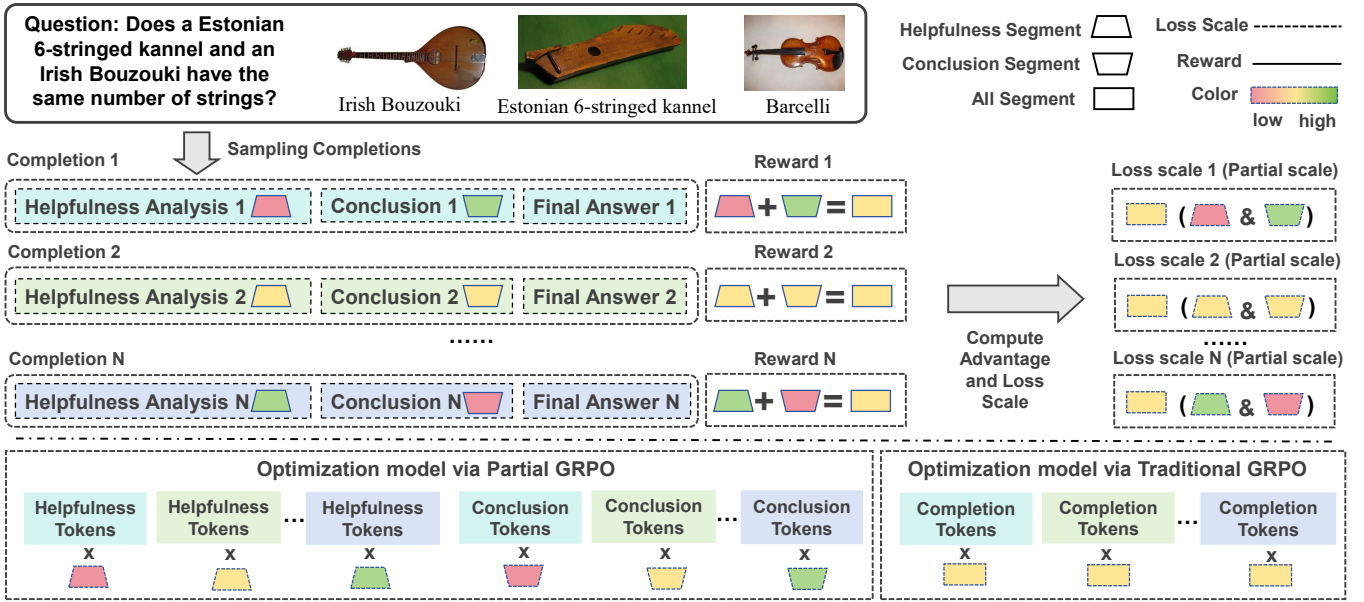 Question: Does a Estonian
6-stringed kannel and an
Irish Bouzouki have the
same number of strings?
Irish Bouzouki
Estonian 6-stringed kannel
Barcelli
Helpfulness Segment
Conclusion Segment
All Segment
Loss Scale
Reward
Color
low high
Sampling Completions
Completion 1
Helpfulness Analysis 1
Conclusion 1
Final Answer 1
Reward 1
+ =
Completion 2
Helpfulness Analysis 2
Conclusion 2
Final Answer 2
Reward 2
+ =
......
Completion N
Helpfulness Analysis N
Conclusion N
Final Answer N
Reward N
+ =
Compute
Advantage
and Loss
Scale
Loss scale 1 (Partial scale)
( & )
Loss scale 2 (Partial scale)
( & )
......
Loss scale N (Partial scale)
( & )
Optimization model via Partial GRPO
Helpfulness
Tokens
x
Helpfulness
Tokens
x
...
Helpfulness
Tokens
x
Conclusion
Tokens
x
Conclusion
Tokens
x
...
Conclusion
Tokens
x
Optimization model via Traditional GRPO
Completion
Tokens
x
Completion
Tokens
x
...
Completion
Tokens
x